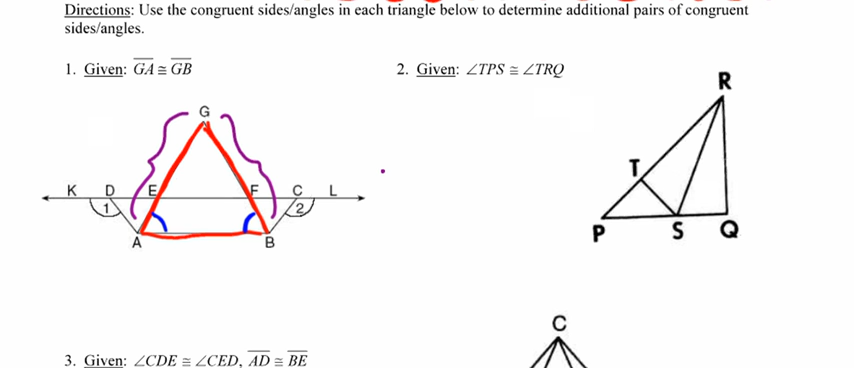 Directions: Use the congruent sides/angles in each triangle below to determine additional pairs of congruent
sides/angles.
1. Given: GA ≅ GB
2. Given: ∠TPS ≅ ∠TRQ
R
G
T
K D E F C L
1 2
A B
P S Q
C
3. Given: ∠CDE ≅ ∠CED, AD ≅ BE